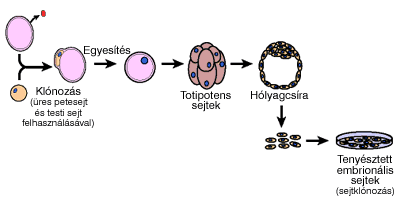 Egyesítés
Klónozás
(üres petesejt
és testi sejt
felhasználásával)
Totipotens
sejtek
Hólyagcsíra
Tenyésztett
embrionális
sejtek
(sejtklónozás)